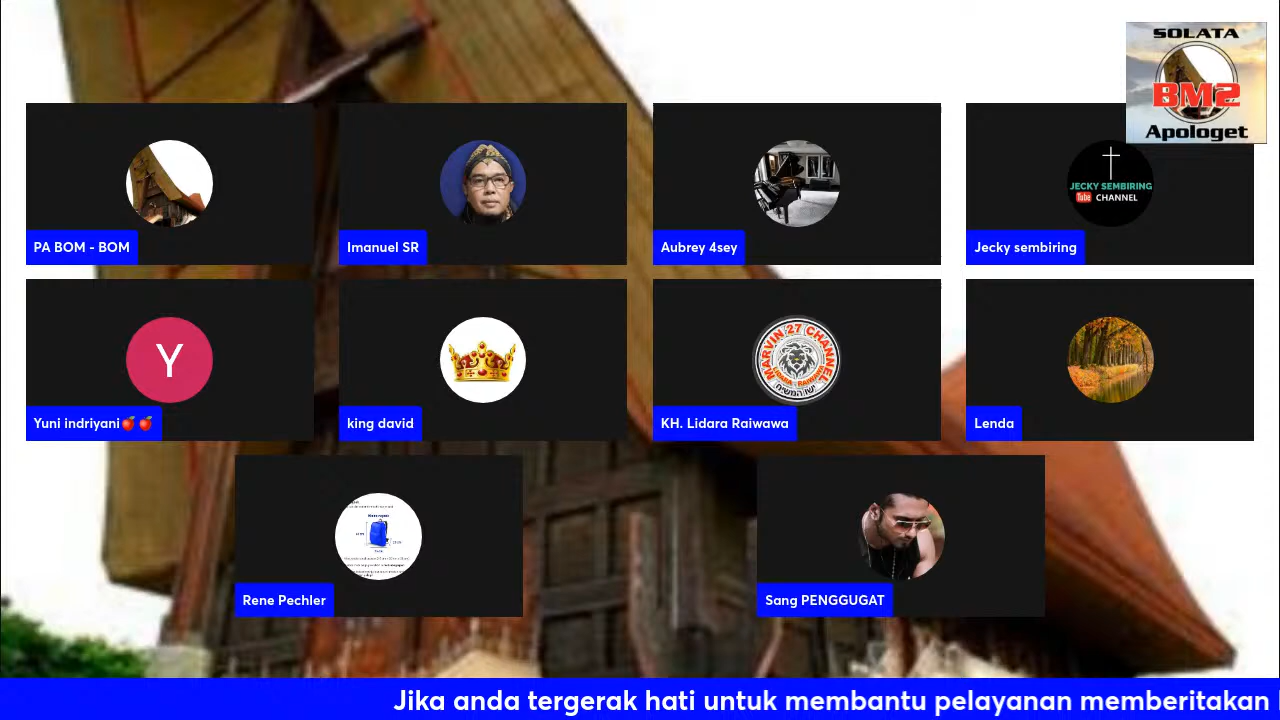 SOLATA
BM2
Apologet
JECKY SEMBIRING
Tube CHANNEL
PA BOM - BOM
Imanuel SR
Aubrey 4sey
Jecky sembiring
Y
MARVIN 27 CHANNEL
Yuni indriyani🍎🍎
king david
KH. Lidara Raiwawa
Lenda
Rene Pechler
Sang PENGGUGAT
Jika anda tergerak hati untuk membantu pelayanan memberitakan